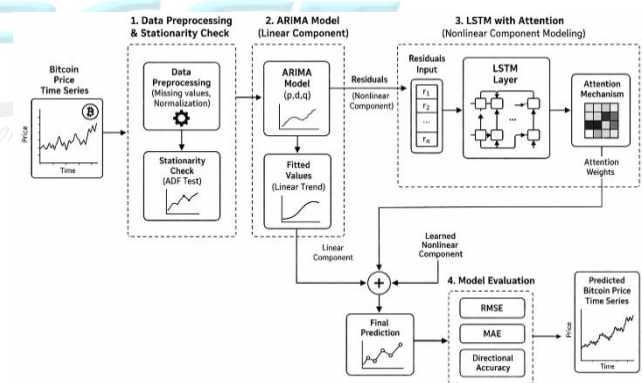 1. Data Preprocessing
& Stationarity Check
2. ARIMA Model
(Linear Component)
3. LSTM with Attention
(Nonlinear Component Modeling)
Bitcoin
Price
Time Series
Price
Time
Data
Preprocessing
(Missing values,
Normalization)
Stationarity
Check
(ADF Test)
ARIMA
Model
(p,d,q)
Fitted
Values
(Linear Trend)
Residuals
(Nonlinear
Component)
Residuals
Input
r1
r2
...
rn
LSTM
Layer
...
Attention
Mechanism
Attention
Weights
Linear
Component
Learned
Nonlinear
Component
+
Final
Prediction
4. Model Evaluation
RMSE
MAE
Directional
Accuracy
Predicted
Bitcoin Price
Time Series
Price
Time